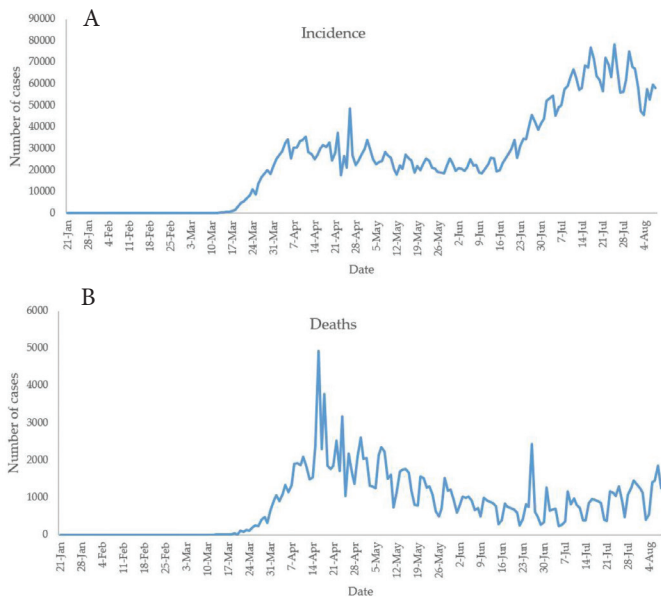 A
Incidence
Number of cases
90000
80000
70000
60000
50000
40000
30000
20000
10000
0
21-Jan
28-Jan
4-Feb
11-Feb
18-Feb
25-Feb
3-Mar
10-Mar
17-Mar
24-Mar
31-Mar
7-Apr
14-Apr
21-Apr
28-Apr
5-May
12-May
19-May
26-May
2-Jun
9-Jun
16-Jun
23-Jun
30-Jun
7-Jul
14-Jul
21-Jul
28-Jul
4-Aug
Date
B
Deaths
Number of cases
6000
5000
4000
3000
2000
1000
0
21-Jan
28-Jan
4-Feb
11-Feb
18-Feb
25-Feb
3-Mar
10-Mar
17-Mar
24-Mar
31-Mar
7-Apr
14-Apr
21-Apr
28-Apr
5-May
12-May
19-May
26-May
2-Jun
9-Jun
16-Jun
23-Jun
30-Jun
7-Jul
14-Jul
21-Jul
28-Jul
4-Aug
Date